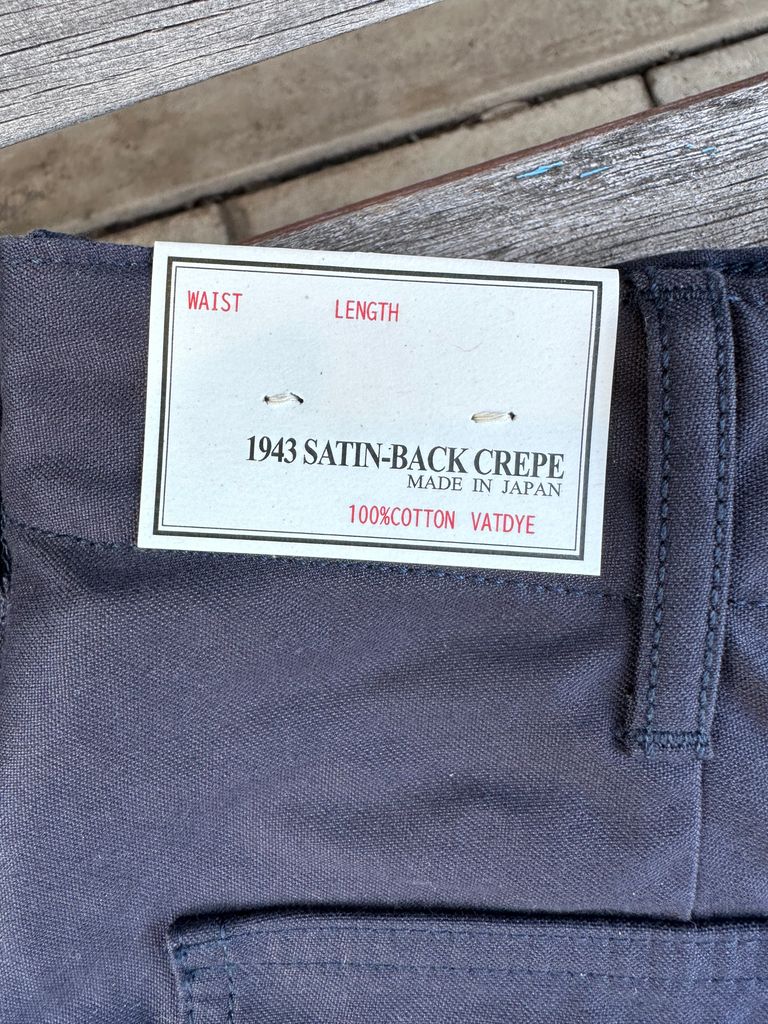 WAIST LENGTH
1943 SATIN-BACK CREPE
MADE IN JAPAN
100%COTTON VATDYE